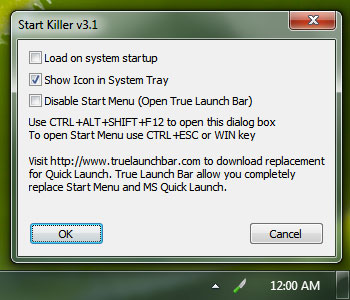 Start Killer v3.1
Load on system startup
Show Icon in System Tray
Disable Start Menu (Open True Launch Bar)
Use CTRL+ALT+SHIFT+F12 to open this dialog box
To open Start Menu use CTRL+ESC or WIN key
Visit http://www.truelaunchbar.com to download replacement
for Quick Launch. True Launch Bar allow you completely
replace Start Menu and MS Quick Launch.
OK Cancel
12:00 AM